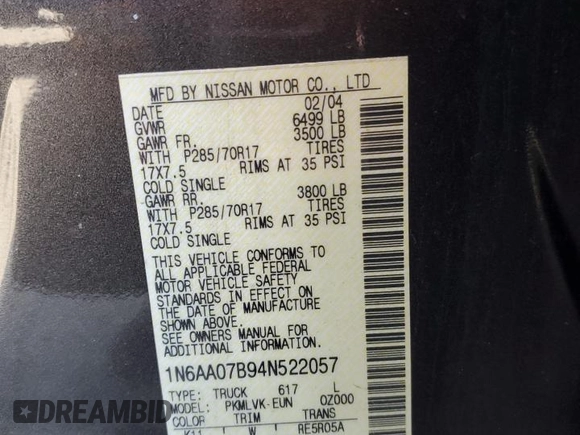 MFD BY NISSAN MOTOR CO., LTD
DATE 02/04
GVWR 6499 LB
GAWR FR. 3500 LB
WITH P285/70R17 TIRES
17X7.5 RIMS AT 35 PSI
COLD SINGLE
GAWR RR. 3800 LB
WITH P285/70R17 TIRES
17X7.5 RIMS AT 35 PSI
COLD SINGLE
THIS VEHICLE CONFORMS TO
ALL APPLICABLE FEDERAL
MOTOR VEHICLE SAFETY
STANDARDS IN EFFECT ON
THE DATE OF MANUFACTURE
SHOWN ABOVE.
SEE OWNERS MANUAL FOR
ADDITIONAL INFORMATION
1N6AA07B94N522057
TYPE: TRUCK 617 L
MODEL: PKMLVK-EUN OZ000
COLOR TRIM TRANS
K11 W RE5R05A
DREAMBID